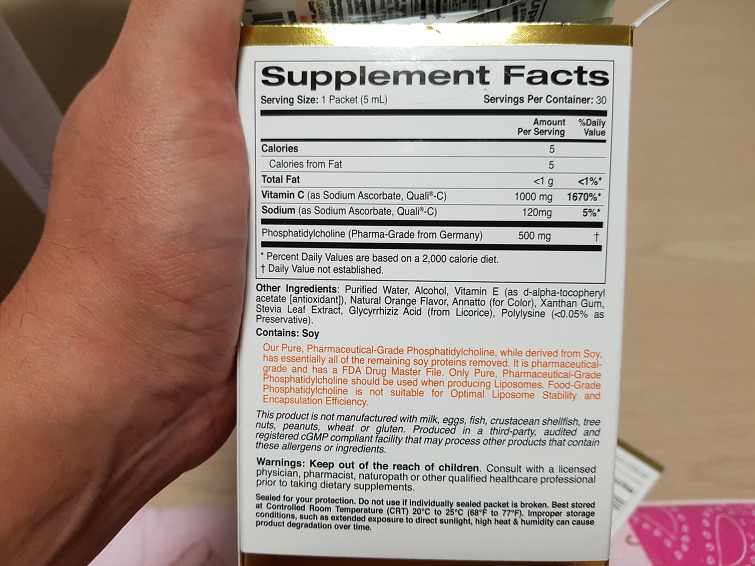 Supplement Facts
Serving Size: 1 Packet (5 mL) Servings Per Container: 30
Amount Per Serving %Daily Value
Calories 5
Calories from Fat 5
Total Fat <1 g <1%*
Vitamin C (as Sodium Ascorbate, Quali®-C) 1000 mg 1670%*
Sodium (as Sodium Ascorbate, Quali®-C) 120mg 5%*
Phosphatidylcholine (Pharma-Grade from Germany) 500 mg †
* Percent Daily Values are based on a 2,000 calorie diet.
† Daily Value not established.
Other Ingredients: Purified Water, Alcohol, Vitamin E (as d-alpha-tocopheryl
acetate [antioxidant]), Natural Orange Flavor, Annatto (for Color), Xanthan Gum,
Stevia Leaf Extract, Glycyrrhiziz Acid (from Licorice), Polylysine (<0.05% as
Preservative).
Contains: Soy
Our Pure, Pharmaceutical-Grade Phosphatidylcholine, while derived from Soy,
has essentially all of the remaining soy proteins removed. It is pharmaceutical-
grade and has a FDA Drug Master File. Only Pure, Pharmaceutical-Grade
Phosphatidylcholine should be used when producing Liposomes. Food-Grade
Phosphatidylcholine is not suitable for Optimal Liposome Stability and
Encapsulation Efficiency.
This product is not manufactured with milk, eggs, fish, crustacean shellfish, tree
nuts, peanuts, wheat or gluten. Produced in a third-party, audited and
registered cGMP compliant facility that may process other products that contain
these allergens or ingredients.
Warnings: Keep out of the reach of children. Consult with a licensed
physician, pharmacist, naturopath or other qualified healthcare professional
prior to taking dietary supplements.
Sealed for your protection. Do not use if individually sealed packet is broken. Best stored
at Controlled Room Temperature (CRT) 20°C to 25°C (68°F to 77°F). Improper storage
conditions, such as extended exposure to direct sunlight, high heat & humidity can cause
product degradation over time.